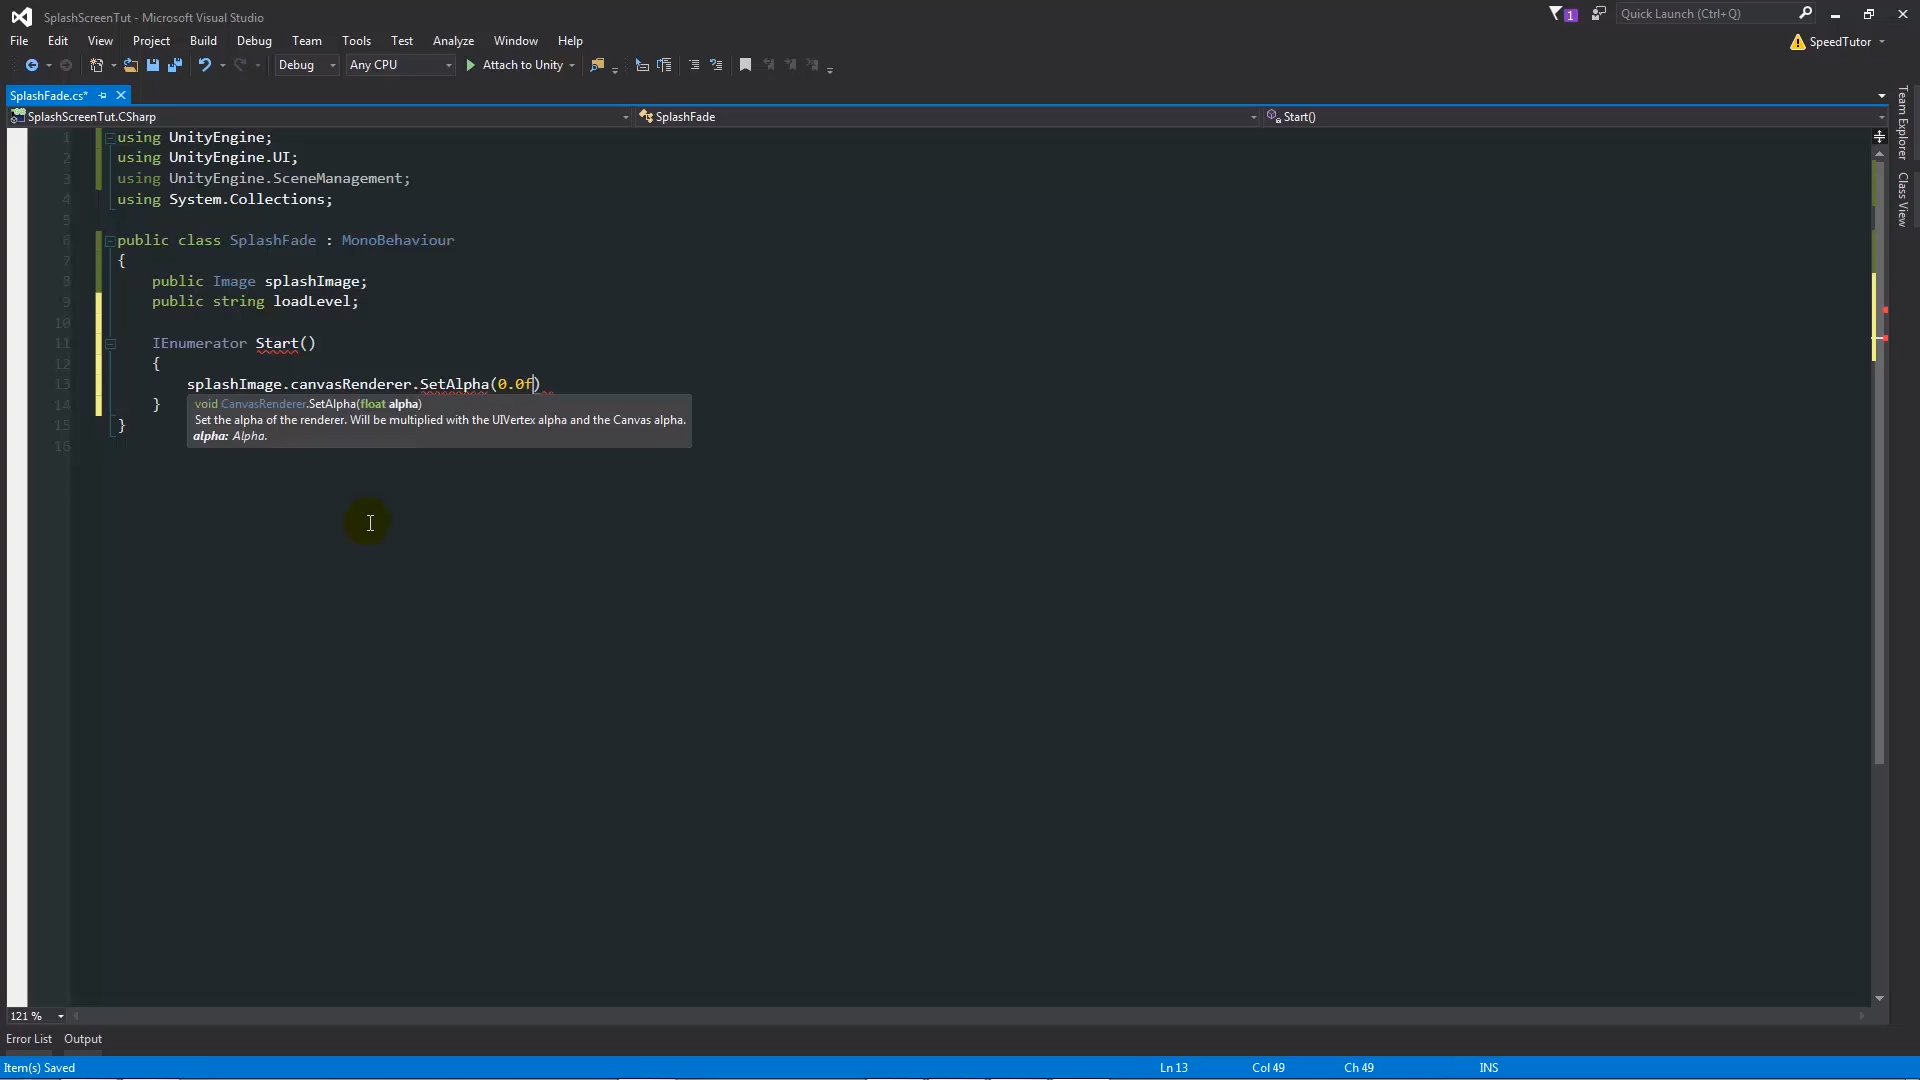 SplashScreenTut - Microsoft Visual Studio
1
Quick Launch (Ctrl+Q)
File Edit View Project Build Debug Team Tools Test Analyze Window Help
SpeedTutor
Debug Any CPU Attach to Unity
SplashFade.cs*
SplashScreenTut.CSharp SplashFade Start()
1 using UnityEngine;
2 using UnityEngine.UI;
3 using UnityEngine.SceneManagement;
4 using System.Collections;
5
6 public class SplashFade : MonoBehaviour
7 {
8 public Image splashImage;
9 public string loadLevel;
10
11 IEnumerator Start()
12 {
13 splashImage.canvasRenderer.SetAlpha(0.0f)
14 }
void CanvasRenderer.SetAlpha(float alpha)
Set the alpha of the renderer. Will be multiplied with the UIVertex alpha and the Canvas alpha.
alpha: Alpha.
15 }
16
Team Explorer
Class View
121 %
Error List Output
Item(s) Saved Ln 13 Col 49 Ch 49 INS